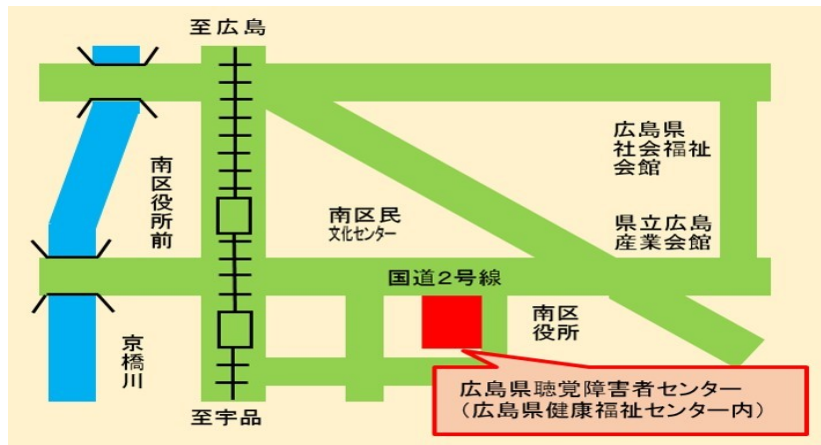 至広島
広島県
社会福祉
会館
南区役所前
南区民
文化センター
県立広島
産業会館
国道2号線
南区
役所
京橋川
広島県聴覚障害者センター
（広島県健康福祉センター内）
至宇品